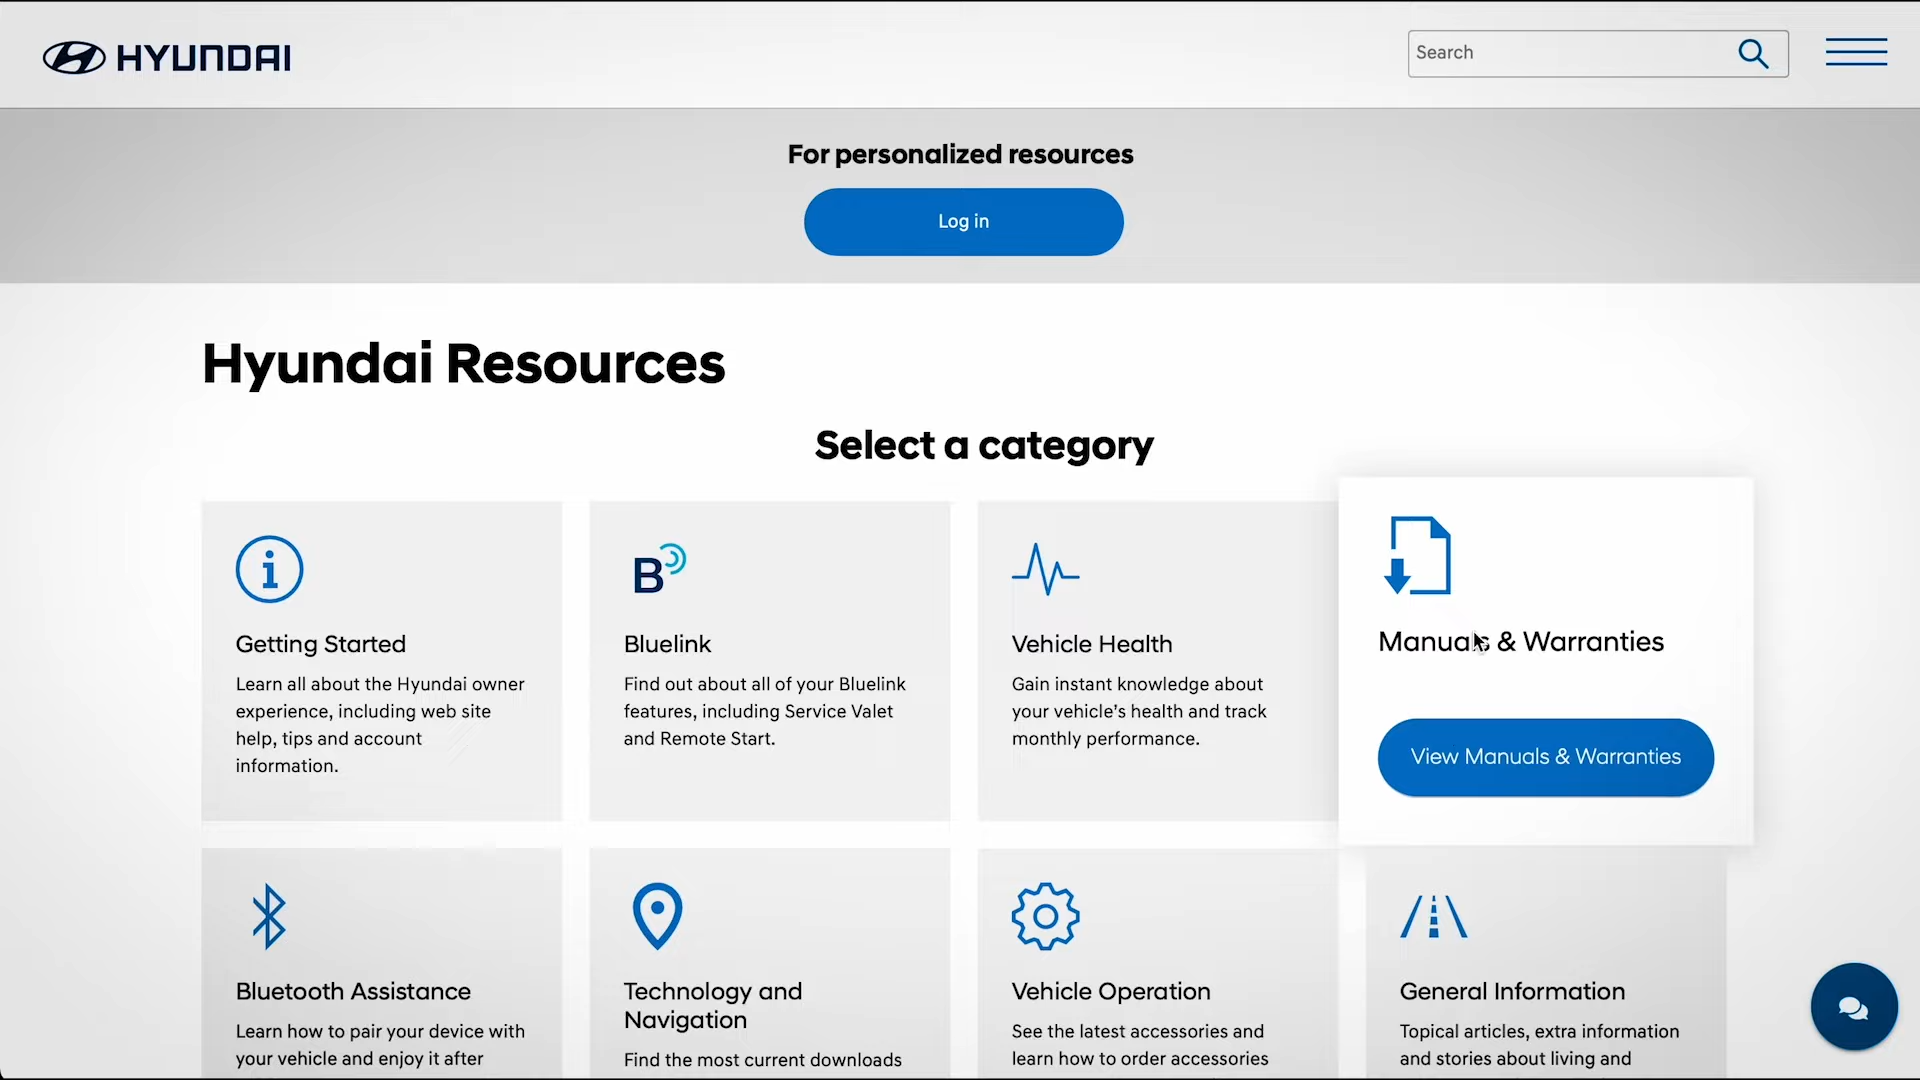 HYUNDAI
Search
For personalized resources
Log in
Hyundai Resources
Select a category
Getting Started
Learn all about the Hyundai owner
experience, including web site
help, tips and account
information.
B
Bluelink
Find out about all of your Bluelink
features, including Service Valet
and Remote Start.
Vehicle Health
Gain instant knowledge about
your vehicle's health and track
monthly performance.
Manuals & Warranties
View Manuals & Warranties
Bluetooth Assistance
Learn how to pair your device with
your vehicle and enjoy it after
Technology and
Navigation
Find the most current downloads
Vehicle Operation
See the latest accessories and
learn how to order accessories
General Information
Topical articles, extra information
and stories about living and